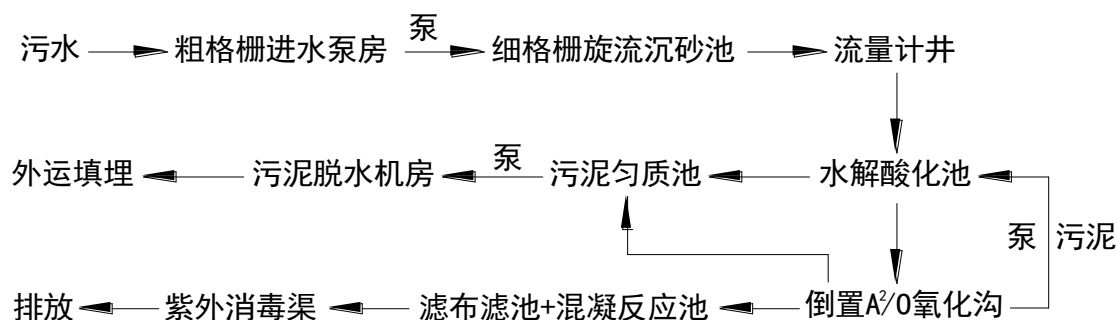 污水 粗格栅进水泵房 泵 细格栅旋流沉砂池 流量计井
外运填埋 污泥脱水机房 泵 污泥匀质池 水解酸化池
泵 污泥
排放 紫外消毒渠 滤布滤池+混凝反应池 倒置A²/O氧化沟